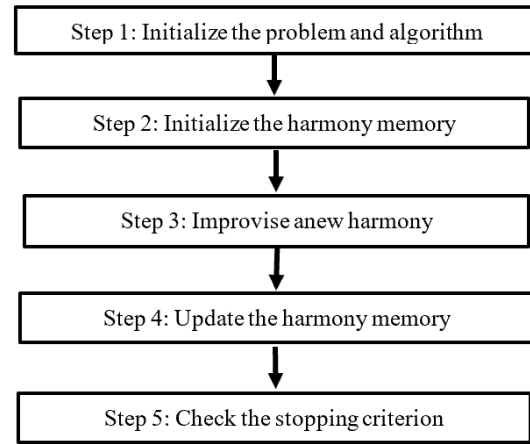 Step 1: Initialize the problem and algorithm
Step 2: Initialize the harmony memory
Step 3: Improvise anew harmony
Step 4: Update the harmony memory
Step 5: Check the stopping criterion